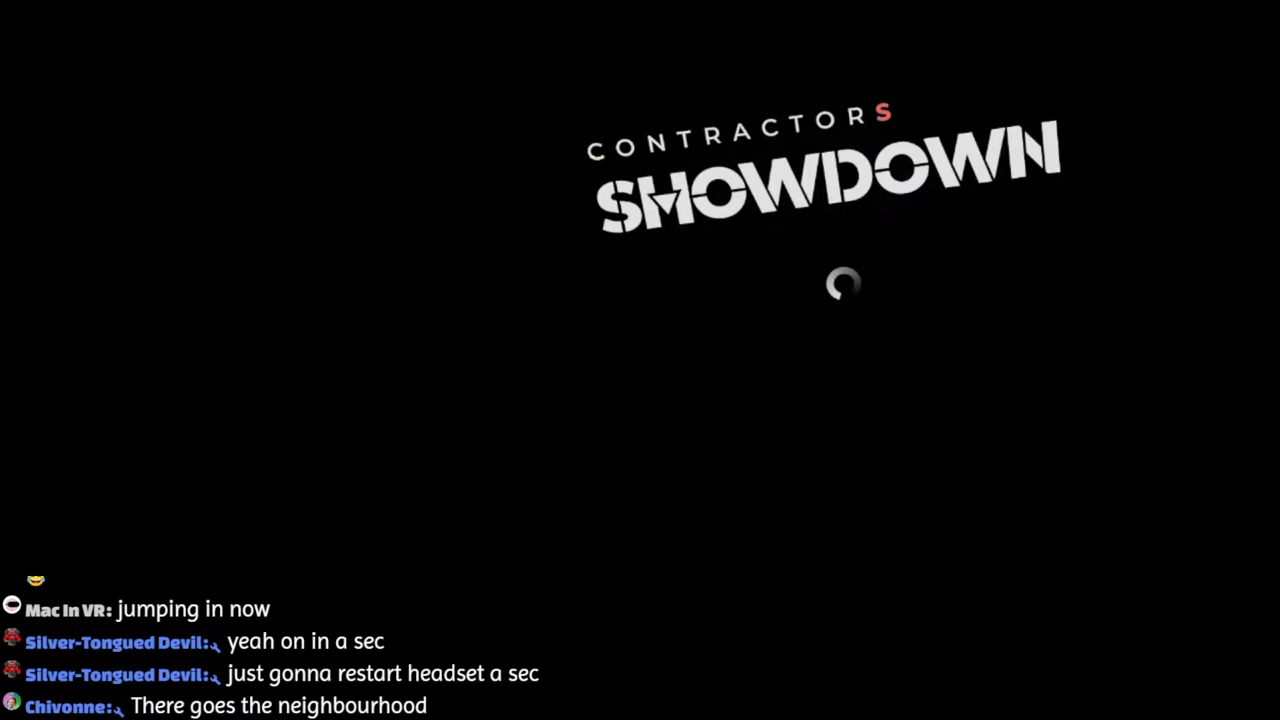 CONTRACTORS
SHOWDOWN
Mac In VR: jumping in now
Silver-Tongued Devil: yeah on in a sec
Silver-Tongued Devil: just gonna restart headset a sec
Chivonne: There goes the neighbourhood